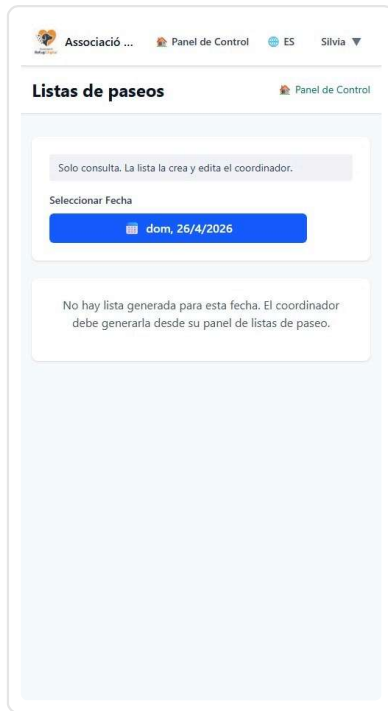 Associació ...
Panel de Control
ES
Silvia ▼
Listas de paseos
Panel de Control
Solo consulta. La lista la crea y edita el coordinador.
Seleccionar Fecha
dom, 26/4/2026
No hay lista generada para esta fecha. El coordinador
debe generarla desde su panel de listas de paseo.